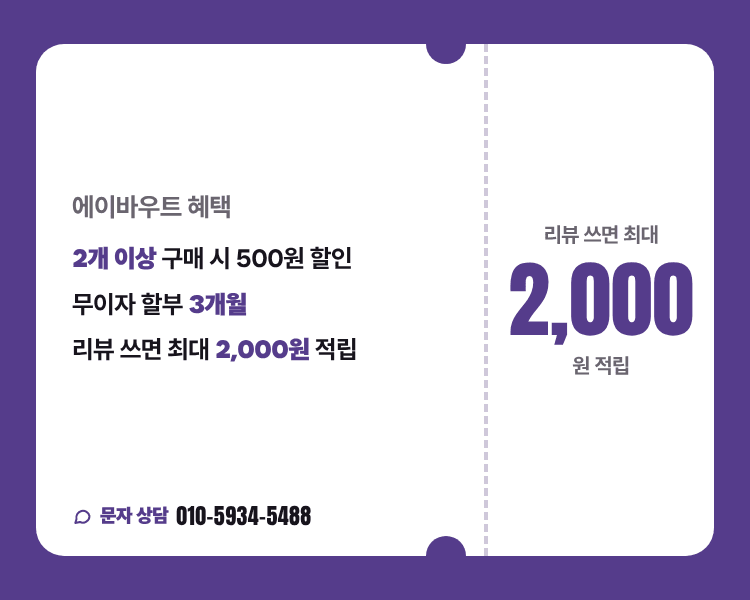 에이바우트 혜택
2개 이상 구매 시 500원 할인
무이자 할부 3개월
리뷰 쓰면 최대 2,000원 적립
문자 상담 010-5934-5488
리뷰 쓰면 최대
2,000
원 적립